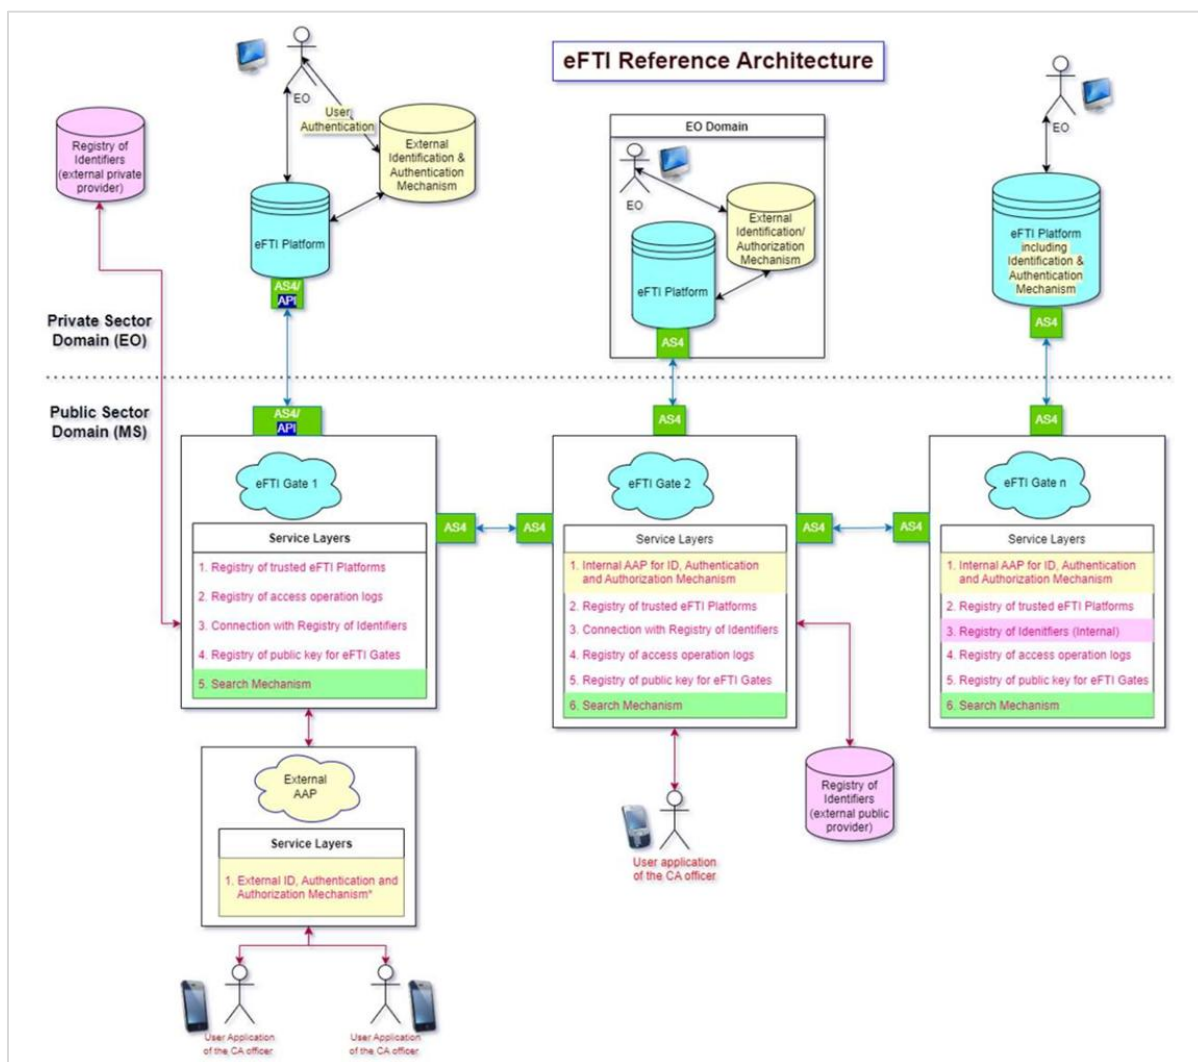 eFTI Reference Architecture
EO
User
Authentication
Registry of
Identifiers
(external private
provider)
External
Identification &
Authentication
Mechanism
eFTI Platform
AS4/
API
EO Domain
EO
External
Identification/
Authorization
Mechanism
eFTI Platform
AS4
EO
eFTI Platform
including
Identification &
Authentication
Mechanism
AS4
Private Sector
Domain (EO)
Public Sector
Domain (MS)
AS4/
API
eFTI Gate 1
Service Layers
1. Registry of trusted eFTI Platforms
2. Registry of access operation logs
3. Connection with Registry of Identifiers
4. Registry of public key for eFTI Gates
5. Search Mechanism
AS4
AS4
AS4
eFTI Gate 2
Service Layers
1. Internal AAP for ID, Authentication
and Authorization Mechanism
2. Registry of trusted eFTI Platforms
3. Connection with Registry of Identifiers
4. Registry of access operation logs
5. Registry of public key for eFTI Gates
6. Search Mechanism
AS4
AS4
AS4
eFTI Gate n
Service Layers
1. Internal AAP for ID, Authentication
and Authorization Mechanism
2. Registry of trusted eFTI Platforms
3. Registry of Idenitfiers (Internal)
4. Registry of access operation logs
5. Registry of public key for eFTI Gates
6. Search Mechanism
External
AAP
Service Layers
1. External ID, Authentication and
Authorization Mechanism*
User Application
of the CA officer
User Application
of the CA officer
User application
of the CA officer
Registry of
Identifiers
(external public
provider)